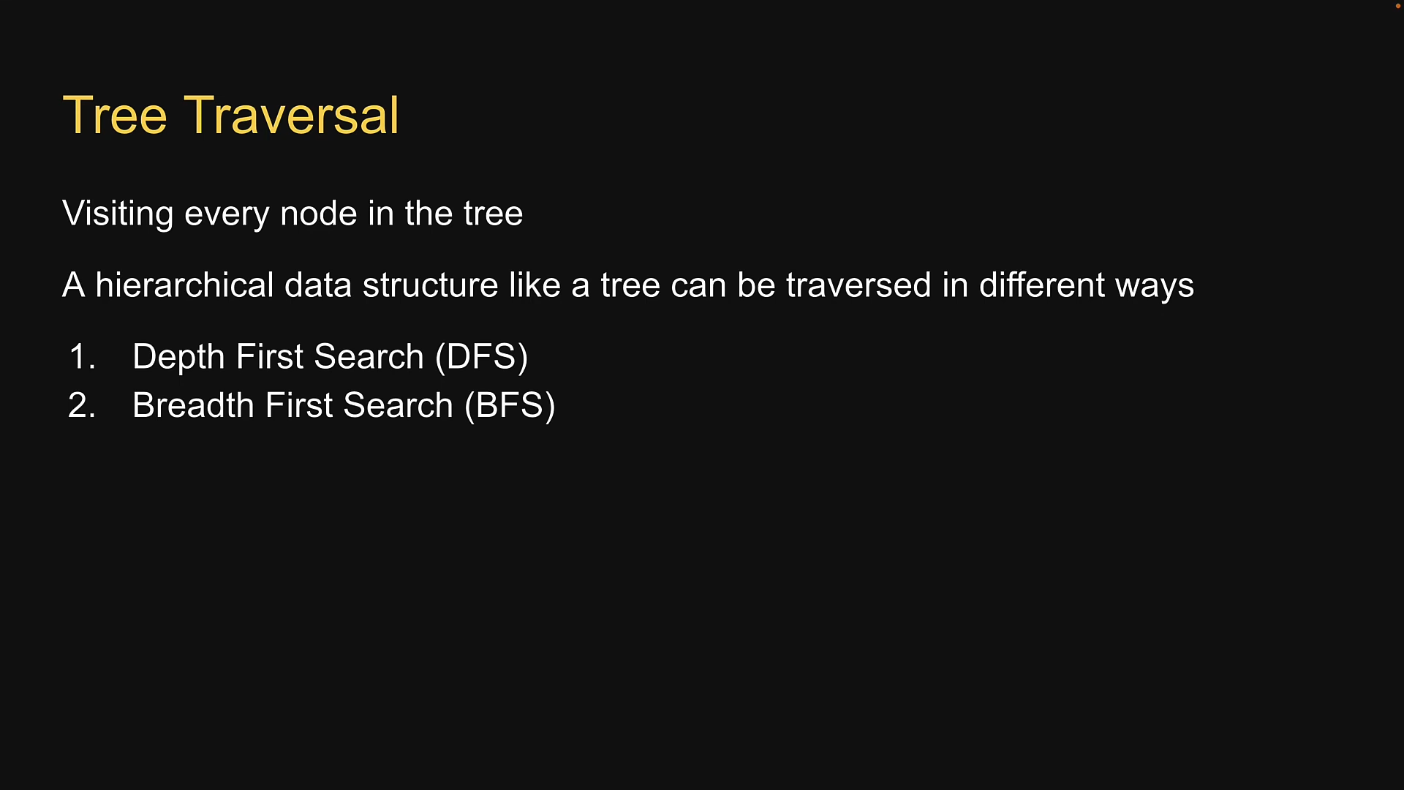 Tree Traversal
Visiting every node in the tree
A hierarchical data structure like a tree can be traversed in different ways
1. Depth First Search (DFS)
2. Breadth First Search (BFS)